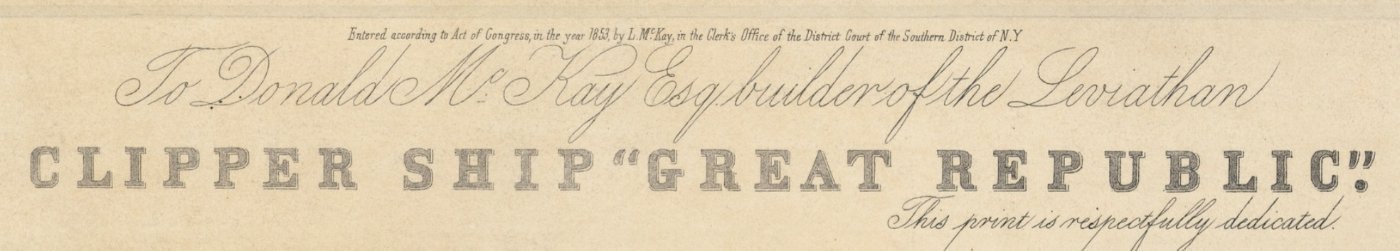 Entered according to Act of Congress, in the year 1853, by L. McKay, in the Clerk's Office of the District Court of the Southern District of N.Y
To Donald Mc. Kay Esq. builder of the Leviathan
CLIPPER SHIP "GREAT REPUBLIC".
This print is respectfully dedicated.